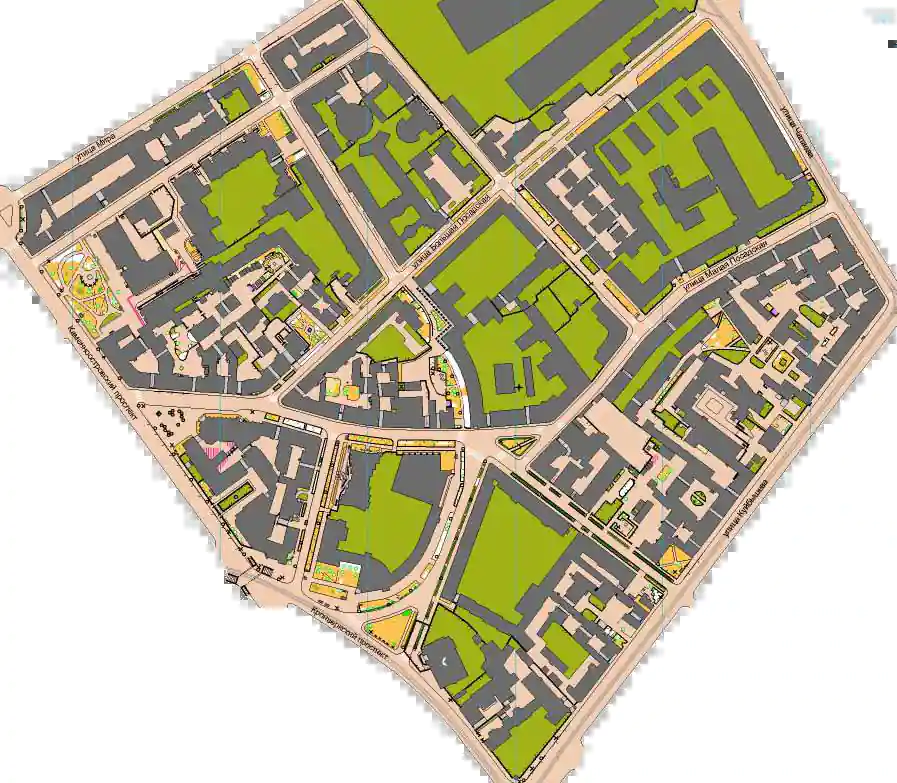 улица Мира
улица Чапаева
улица Большая Посадская
улица Малая Посадская
Каменноостровский проспект
улица Куйбышева
Кронверкский проспект